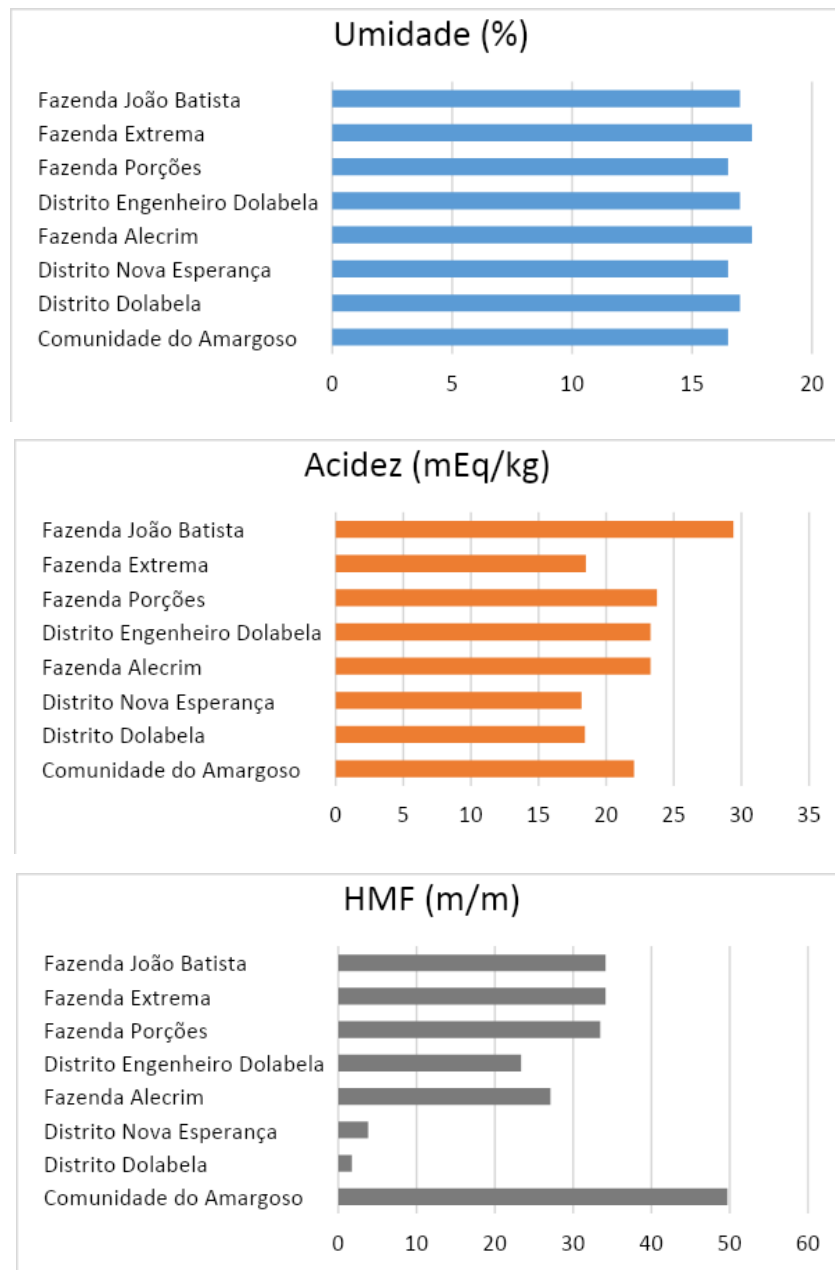 Umidade (%)
Fazenda João Batista
Fazenda Extrema
Fazenda Porções
Distrito Engenheiro Dolabela
Fazenda Alecrim
Distrito Nova Esperança
Distrito Dolabela
Comunidade do Amargoso
0 5 10 15 20
Acidez (mEq/kg)
Fazenda João Batista
Fazenda Extrema
Fazenda Porções
Distrito Engenheiro Dolabela
Fazenda Alecrim
Distrito Nova Esperança
Distrito Dolabela
Comunidade do Amargoso
0 5 10 15 20 25 30 35
HMF (m/m)
Fazenda João Batista
Fazenda Extrema
Fazenda Porções
Distrito Engenheiro Dolabela
Fazenda Alecrim
Distrito Nova Esperança
Distrito Dolabela
Comunidade do Amargoso
0 10 20 30 40 50 60